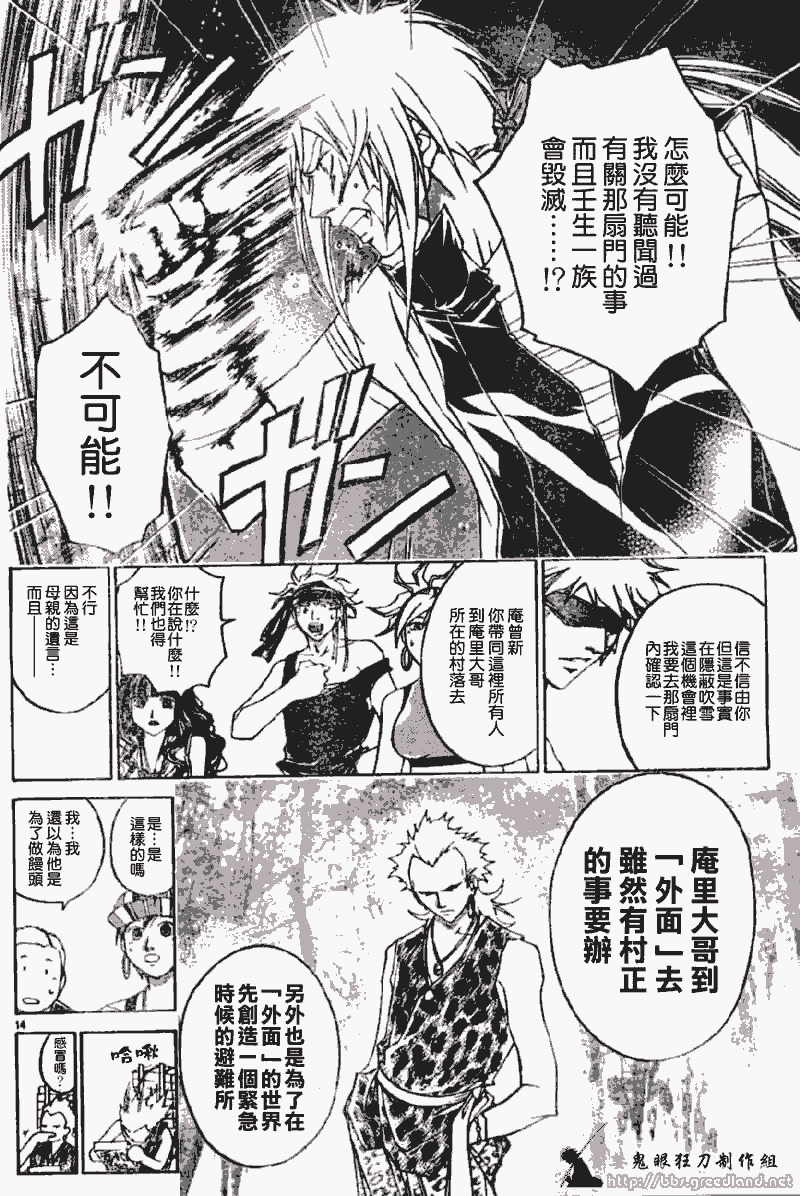 怎麼可能!!
我沒有聽聞過
有關那扇門的事
而且壬生一族
會毀滅……!?
ガン
不可能!!
ガーン
信不信由你
但這是事實
在隱蔽吹雪
這個機會裡
我要去那扇門
內確認一下
庵曾新
你帶同這裡所有人
到庵里大哥
所在的村落去
什麼!?
你在說什麼!!
我們也得
幫忙!!
不行
因為這是
母親的遺言…
而且——
庵里大哥到
「外面」去
雖然有村正
的事要辦
另外也是為了在
「外面」的世界
先創造一個緊急
時候的避難所
是…是
這樣的嗎
我…我
還以為他是
為了做饅頭
14
哈啾
感冒嗎?
鬼眼狂刀制作組
http://bbs.greedland.net